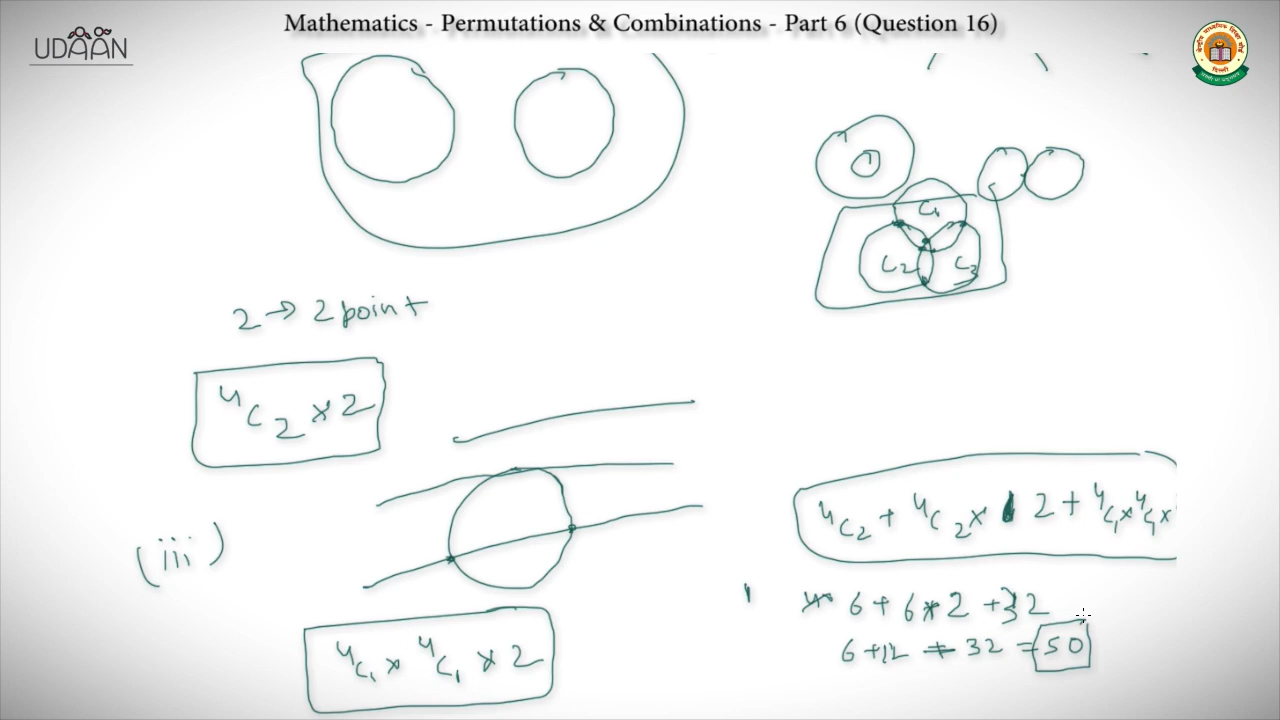 Mathematics - Permutations & Combinations - Part 6 (Question 16)
UDAAN
C₁
C₂ C₃
2 → 2 point
⁴C₂ × 2
(iii)
⁴C₁ × ⁴C₁ × 2
⁴C₂ + ⁴C₂ × 2 + ⁴C₁ × ⁴C₁ ×
6 + 6 × 2 + 32
6 + 12 + 32 = 50